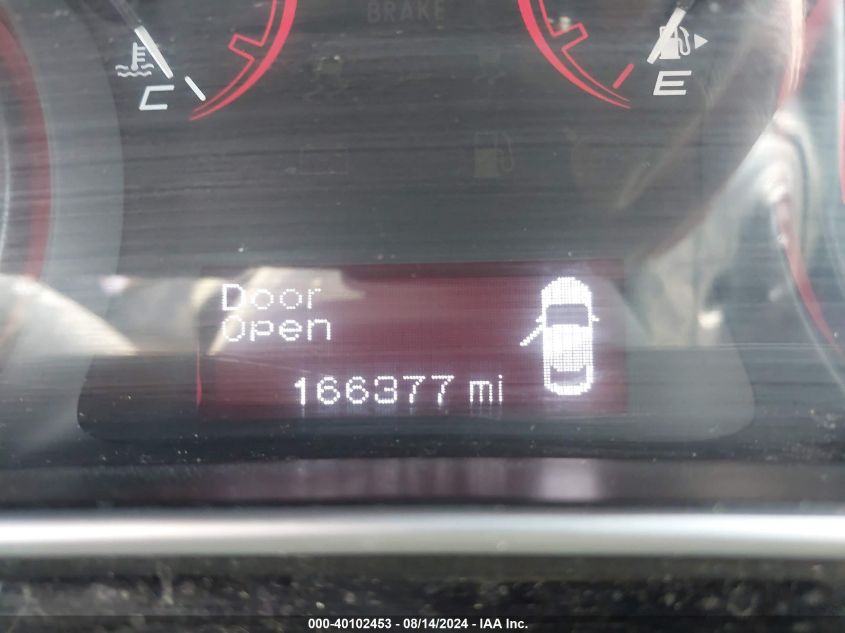 BRAKE
C
E
Door
Open
166377 mi
000-40102453 - 08/14/2024 - IAA Inc.